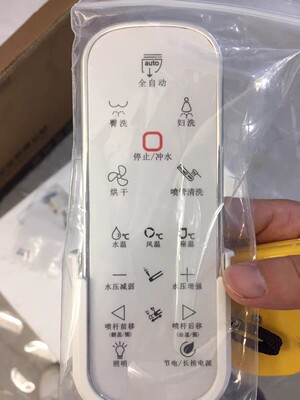 auto
全自动
臀洗 妇洗
停止/冲水
烘干 喷管清洗
℃ ℃ ℃
水温 风温 座温
水压减弱 水压增强
喷杆前移 喷杆后移
照明 节电/长按电源